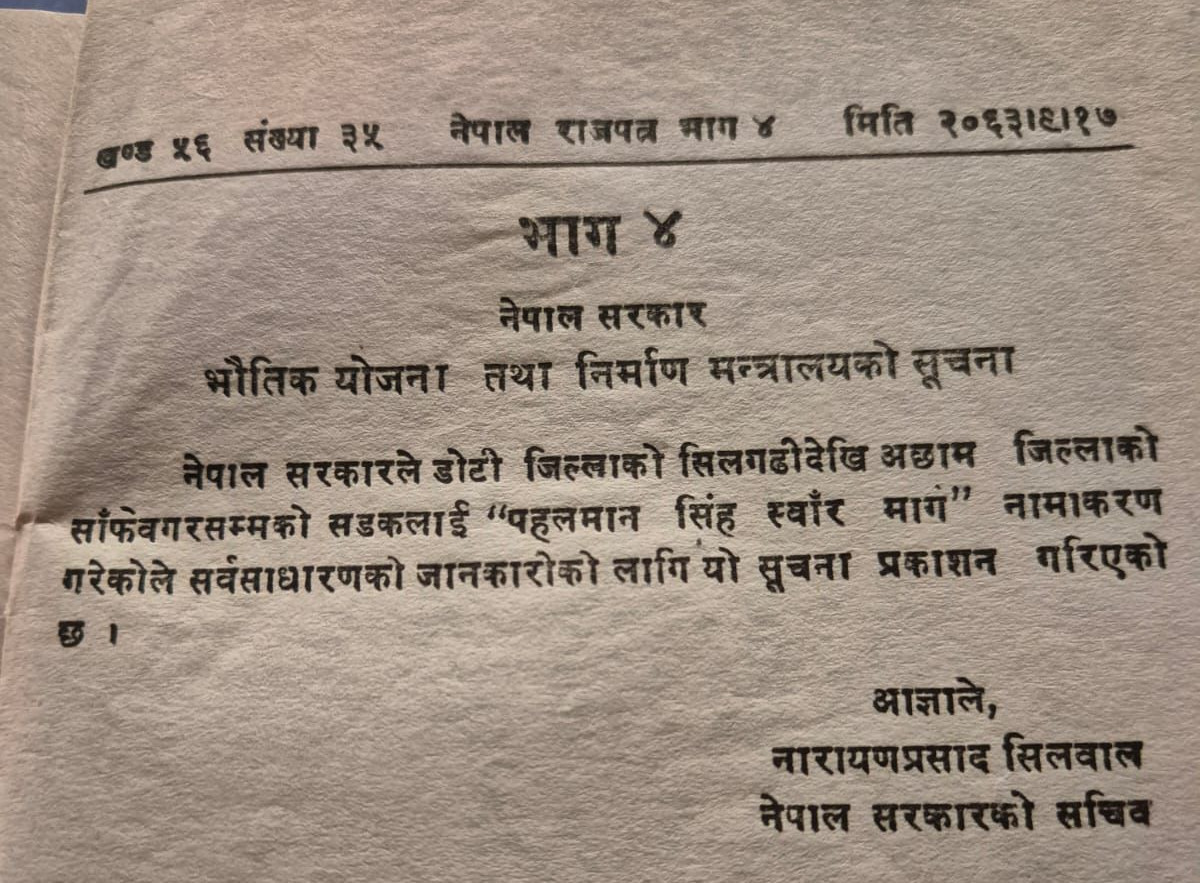 खण्ड ५६ संख्या ३५ नेपाल राजपत्र भाग ४ मिति २०६३।९।१७
भाग ४
नेपाल सरकार
भौतिक योजना तथा निर्माण मन्त्रालयको सूचना
नेपाल सरकारले डोटी जिल्लाको सिलगढीदेखि अछाम जिल्लाको
साँफेवगरसम्मको सडकलाई “पहलमान सिंह स्वाँर मागं” नामाकरण
गरेकोले सर्वसाधारणको जानकारोको लागि यो सूचना प्रकाशन गरिएको
छ ।
आज्ञाले,
नारायणप्रसाद सिलवाल
नेपाल सरकारको सचिव